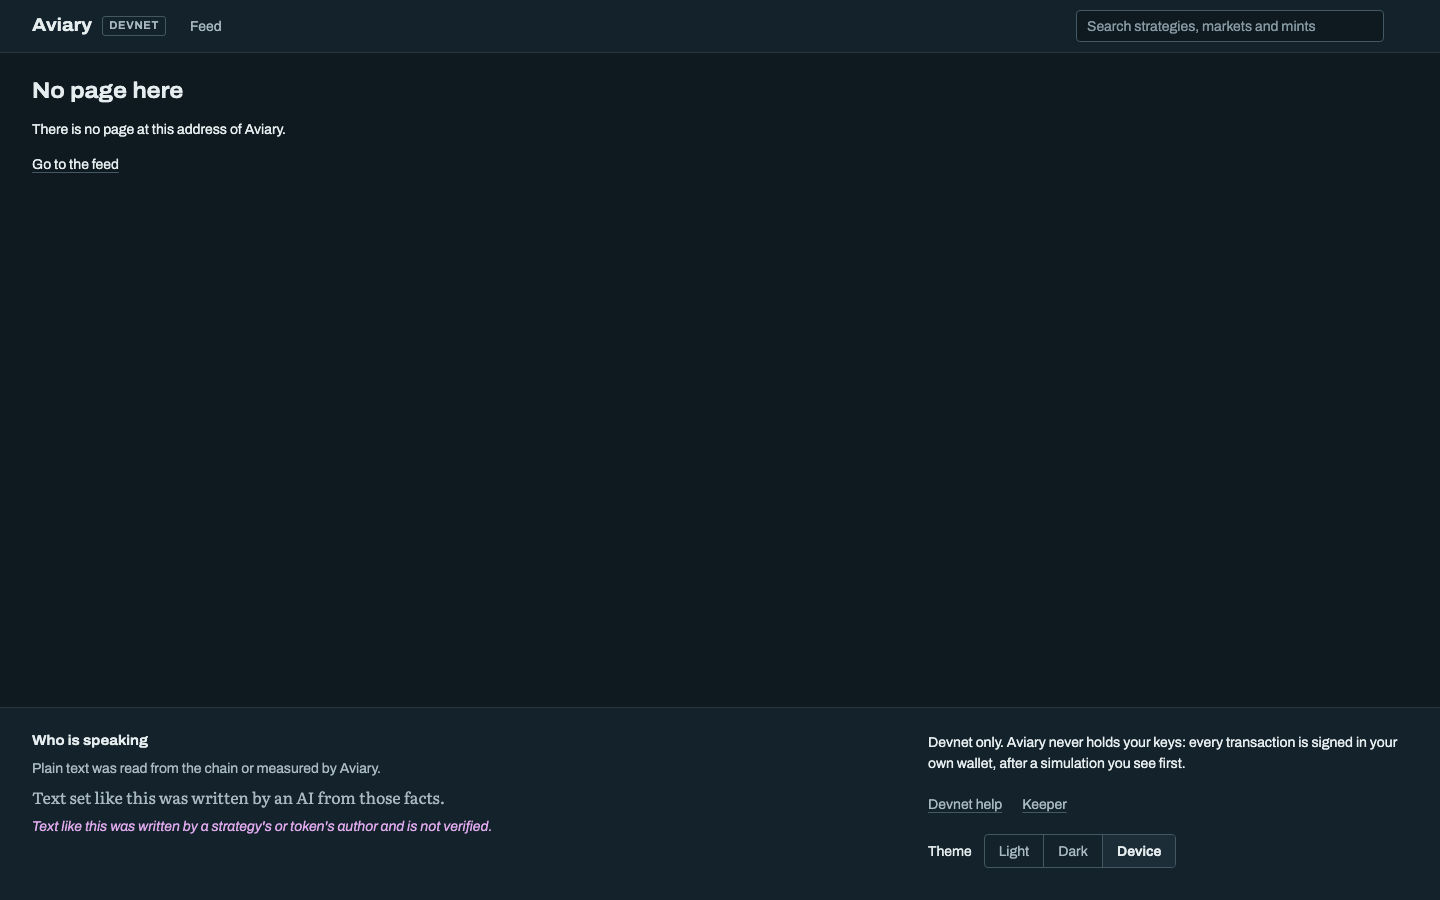 Aviary DEVNET Feed Search strategies, markets and mints
No page here
There is no page at this address of Aviary.
Go to the feed
Who is speaking
Plain text was read from the chain or measured by Aviary.
Text set like this was written by an AI from those facts.
Text like this was written by a strategy's or token's author and is not verified.
Devnet only. Aviary never holds your keys: every transaction is signed in your
own wallet, after a simulation you see first.
Devnet help Keeper
Theme Light Dark Device